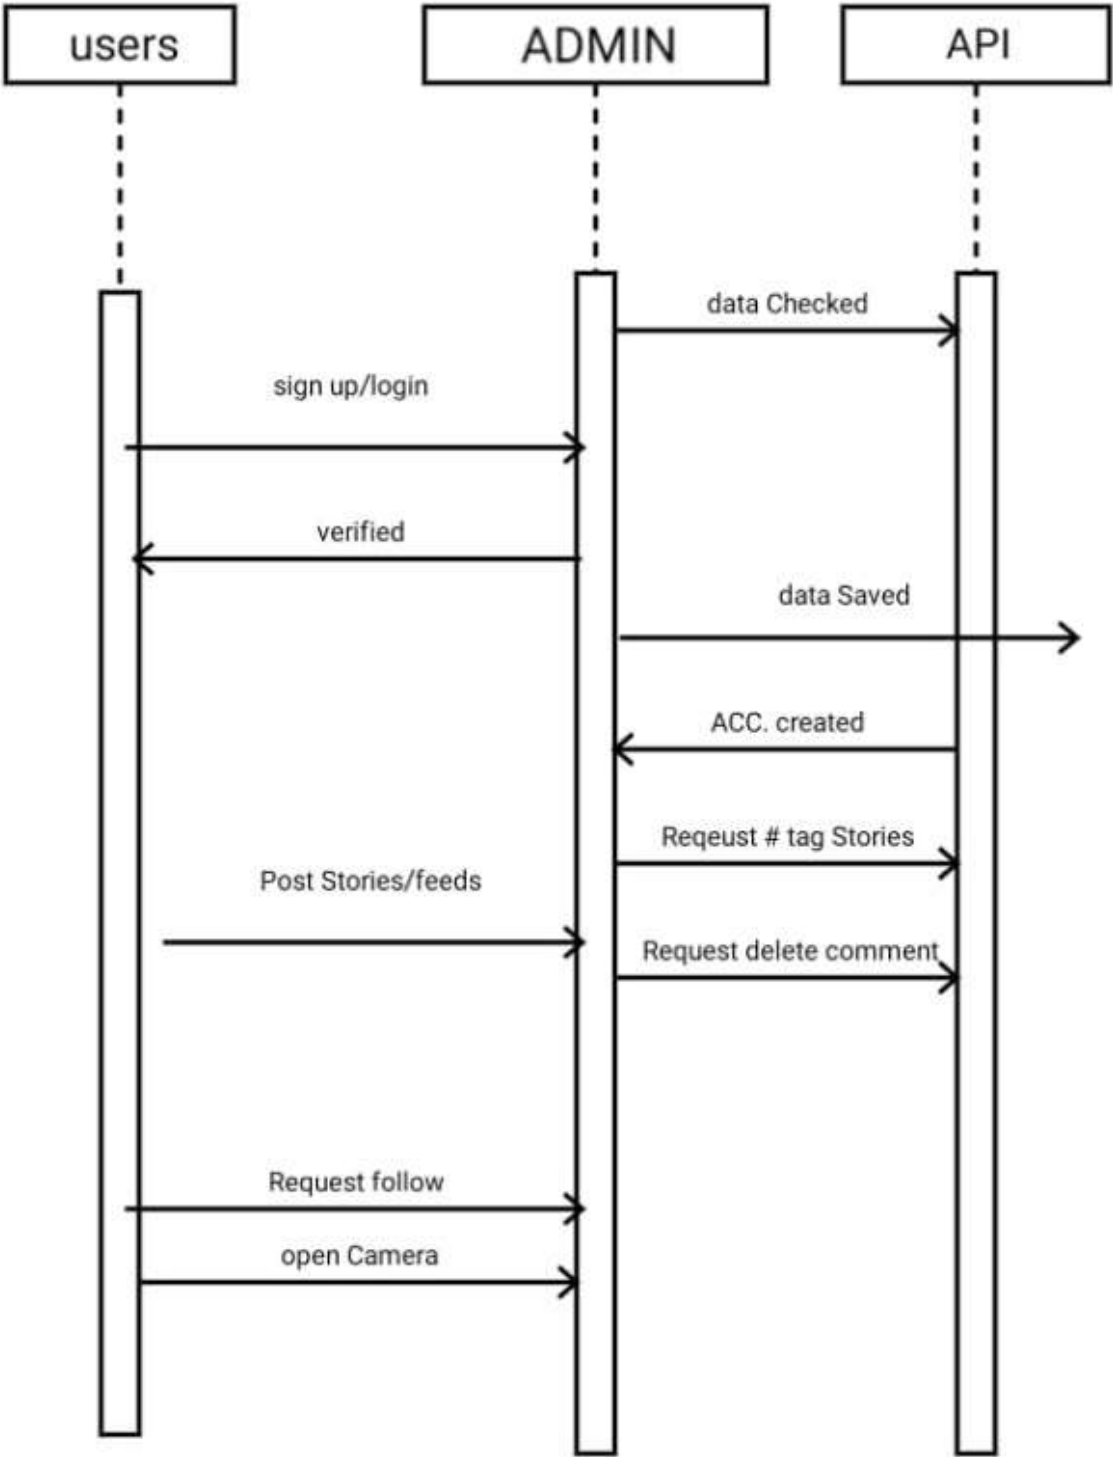 users
ADMIN
API
data Checked
sign up/login
verified
data Saved
ACC. created
Reqeust # tag Stories
Post Stories/feeds
Request delete comment
Request follow
open Camera